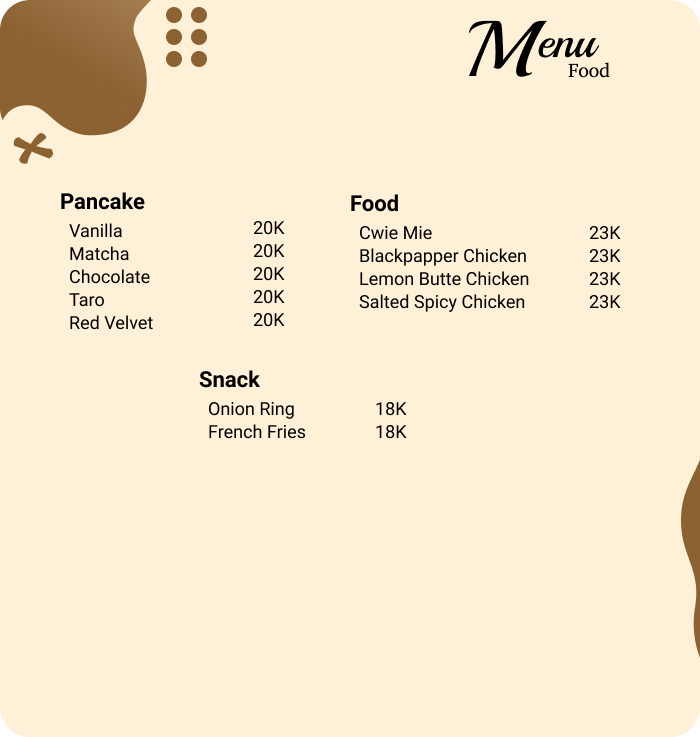 Menu
Food
Pancake
Vanilla 20K
Matcha 20K
Chocolate 20K
Taro 20K
Red Velvet 20K
Food
Cwie Mie 23K
Blackpapper Chicken 23K
Lemon Butte Chicken 23K
Salted Spicy Chicken 23K
Snack
Onion Ring 18K
French Fries 18K